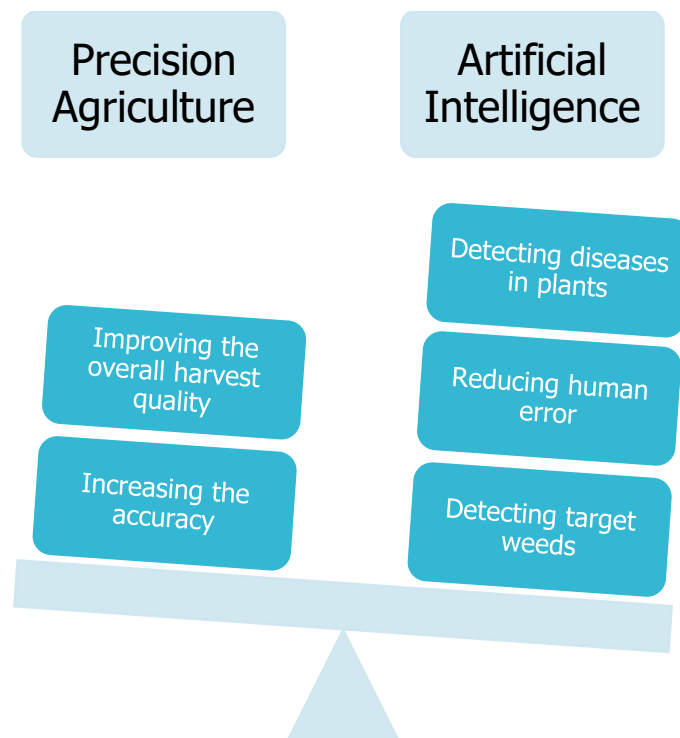 Precision
Agriculture
Artificial
Intelligence
Improving the
overall harvest
quality
Increasing the
accuracy
Detecting diseases
in plants
Reducing human
error
Detecting target
weeds